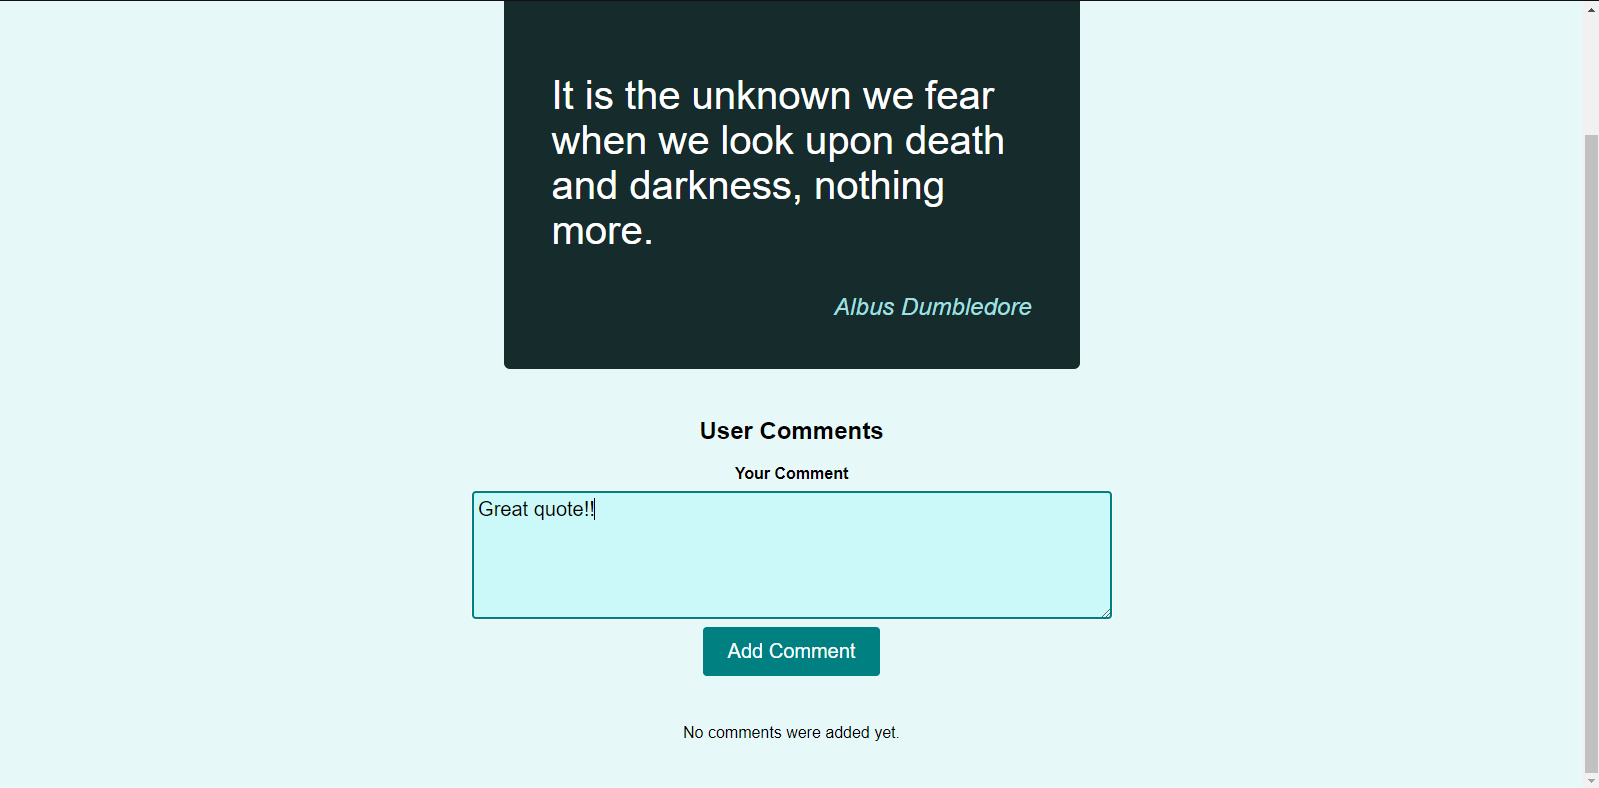 It is the unknown we fear
when we look upon death
and darkness, nothing
more.
Albus Dumbledore
User Comments
Your Comment
Great quote!!
Add Comment
No comments were added yet.